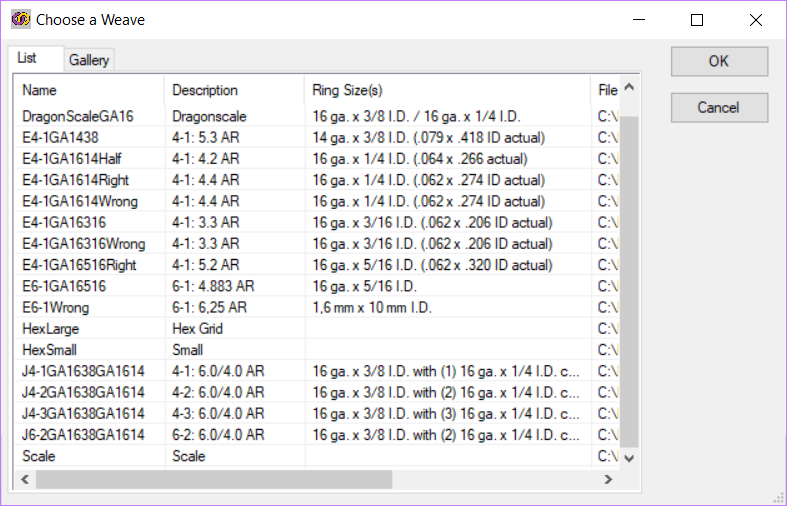 Choose a Weave
List Gallery
OK
Cancel
Name Description Ring Size(s) File
DragonScaleGA16 Dragonscale 16 ga. x 3/8 I.D. / 16 ga. x 1/4 I.D. C:\
E4-1GA1438 4-1: 5.3 AR 14 ga. x 3/8 I.D. (.079 x .418 ID actual) C:\
E4-1GA1614Half 4-1: 4.2 AR 16 ga. x 1/4 I.D. (.064 x .266 actual) C:\
E4-1GA1614Right 4-1: 4.4 AR 16 ga. x 1/4 I.D. (.062 x .274 ID actual) C:\
E4-1GA1614Wrong 4-1: 4.4 AR 16 ga. x 1/4 I.D. (.062 x .274 ID actual) C:\
E4-1GA16316 4-1: 3.3 AR 16 ga. x 3/16 I.D. (.062 x .206 ID actual) C:\
E4-1GA16316Wrong 4-1: 3.3 AR 16 ga. x 3/16 I.D. (.062 x .206 ID actual) C:\
E4-1GA16516Right 4-1: 5.2 AR 16 ga. x 5/16 I.D. (.062 x .320 ID actual) C:\
E6-1GA16516 6-1: 4.883 AR 16 ga. x 5/16 I.D. C:\
E6-1Wrong 6-1: 6,25 AR 1,6 mm x 10 mm I.D. C:\
HexLarge Hex Grid C:\
HexSmall Small C:\
J4-1GA1638GA1614 4-1: 6.0/4.0 AR 16 ga. x 3/8 I.D. with (1) 16 ga. x 1/4 I.D. c... C:\
J4-2GA1638GA1614 4-2: 6.0/4.0 AR 16 ga. x 3/8 I.D. with (2) 16 ga. x 1/4 I.D. c... C:\
J4-3GA1638GA1614 4-3: 6.0/4.0 AR 16 ga. x 3/8 I.D. with (3) 16 ga. x 1/4 I.D. c... C:\
J6-2GA1638GA1614 6-2: 6.0/4.0 AR 16 ga. x 3/8 I.D. with (2) 16 ga. x 1/4 I.D. c... C:\
Scale Scale C:\